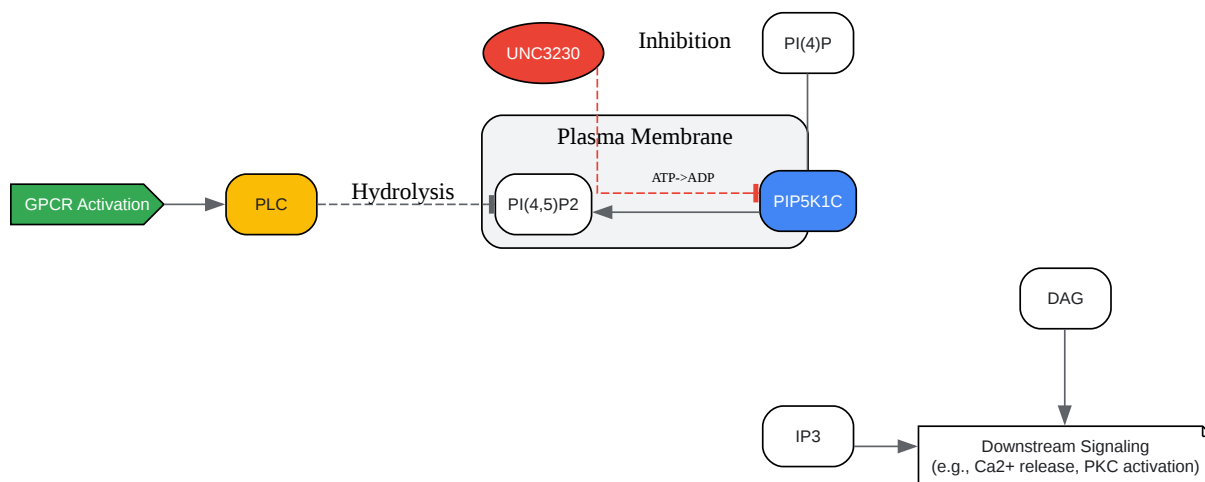 UNC3230
Inhibition
PI(4)P
Plasma Membrane
ATP->ADP
GPCR Activation
PLC
Hydrolysis
PI(4,5)P2
PIP5K1C
DAG
IP3
Downstream Signaling
(e.g., Ca2+ release, PKC activation)